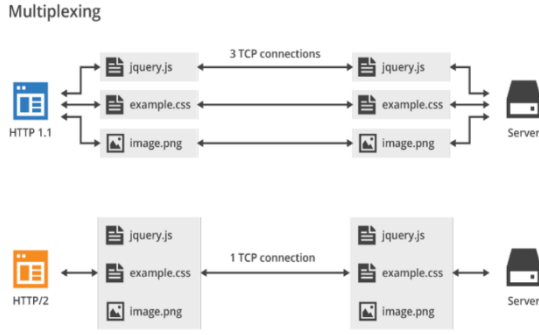 Multiplexing
3 TCP connections
jquery.js jquery.js
example.css example.css
HTTP 1.1 Server
image.png image.png
jquery.js jquery.js
1 TCP connection
example.css example.css
HTTP/2 Server
image.png image.png